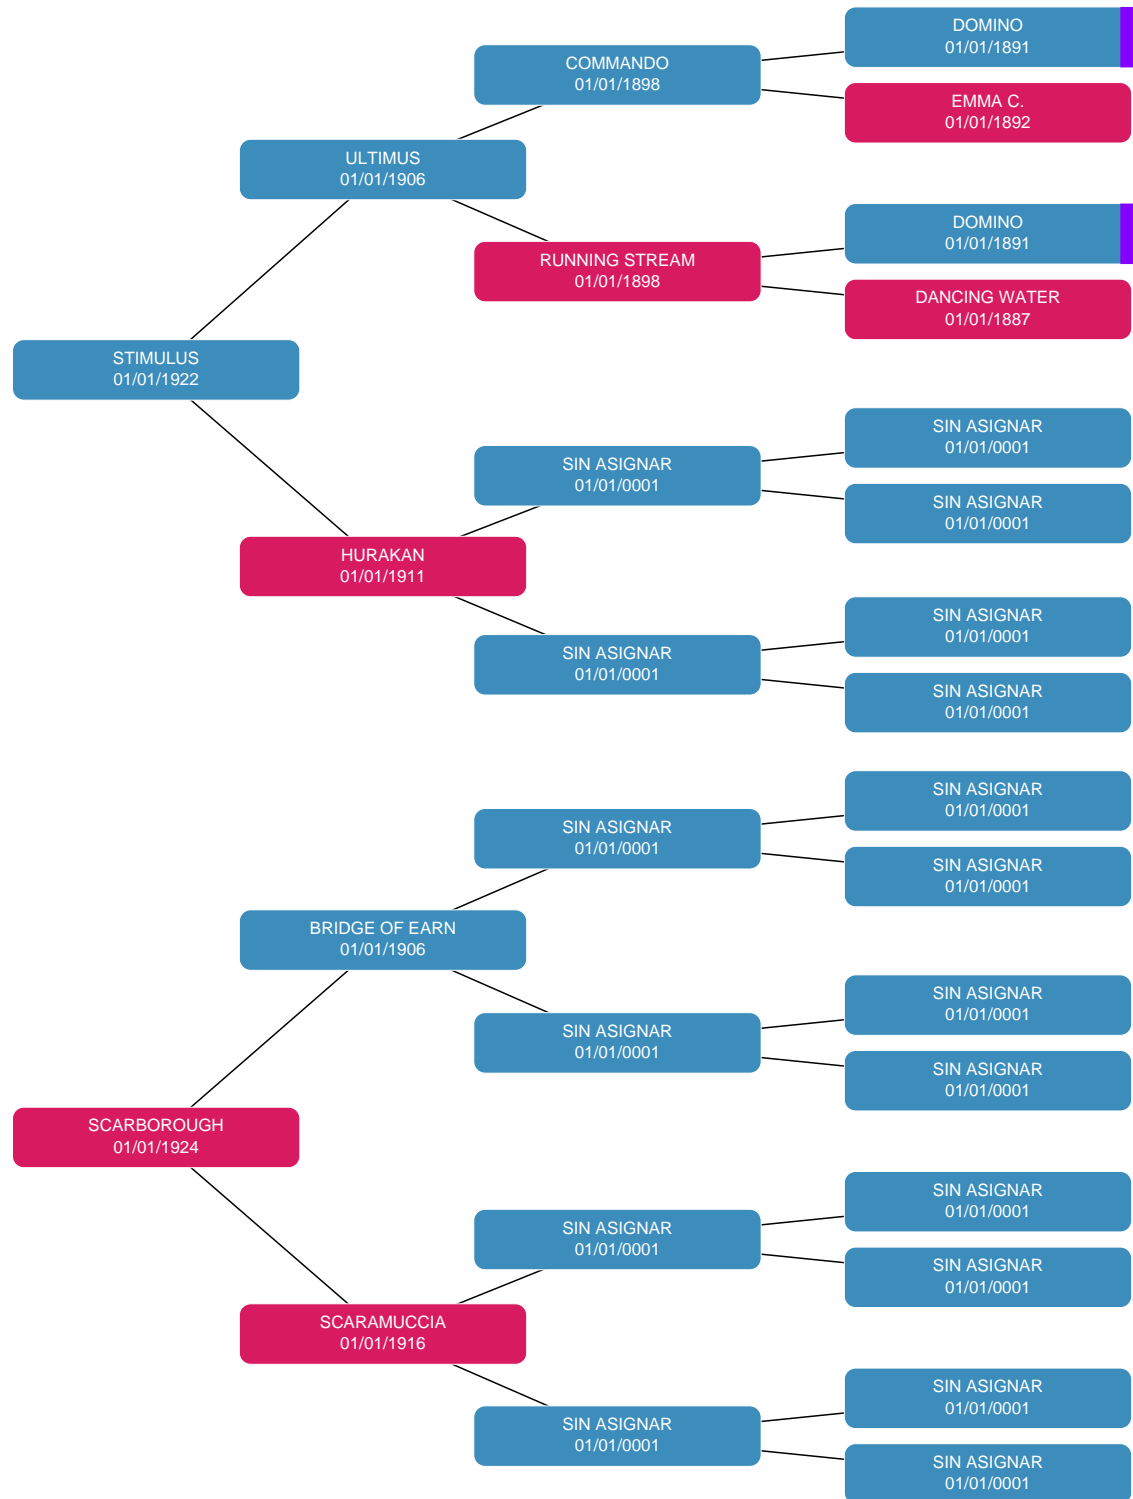 DOMINO
01/01/1891
COMMANDO
01/01/1898
EMMA C.
01/01/1892
ULTIMUS
01/01/1906
DOMINO
01/01/1891
RUNNING STREAM
01/01/1898
DANCING WATER
01/01/1887
STIMULUS
01/01/1922
SIN ASIGNAR
01/01/0001
SIN ASIGNAR
01/01/0001
SIN ASIGNAR
01/01/0001
HURAKAN
01/01/1911
SIN ASIGNAR
01/01/0001
SIN ASIGNAR
01/01/0001
SIN ASIGNAR
01/01/0001
SIN ASIGNAR
01/01/0001
SIN ASIGNAR
01/01/0001
SIN ASIGNAR
01/01/0001
BRIDGE OF EARN
01/01/1906
SIN ASIGNAR
01/01/0001
SIN ASIGNAR
01/01/0001
SIN ASIGNAR
01/01/0001
SCARBOROUGH
01/01/1924
SIN ASIGNAR
01/01/0001
SIN ASIGNAR
01/01/0001
SIN ASIGNAR
01/01/0001
SCARAMUCCIA
01/01/1916
SIN ASIGNAR
01/01/0001
SIN ASIGNAR
01/01/0001
SIN ASIGNAR
01/01/0001